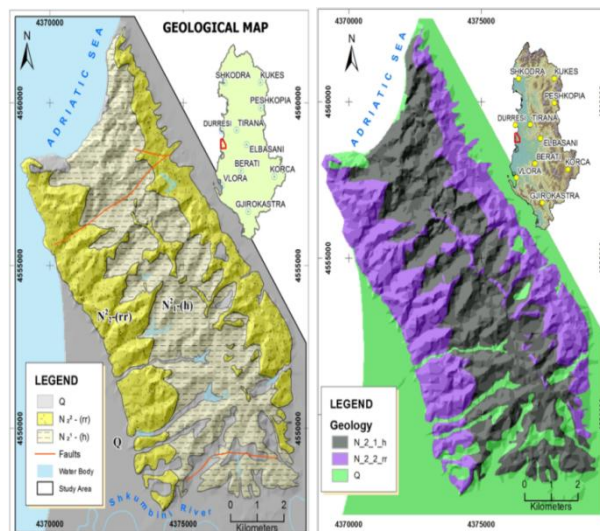 4370000
4375000
GEOLOGICAL MAP
N
ADRIATIC SEA
SHKODRA
KUKES
PESHKOPIA
DURRESI
TIRANA
ELBASANI
BERATI
KORCA
VLORA
GJIROKASTRA
4560000
4555000
4550000
N²₂-(rr)
N²₁-(h)
Q
LEGEND
Q
N₂² - (rr)
N₂¹ - (h)
Faults
Water Body
Study Area
Shkumbini River
0 1 2
Kilometers
4370000
4375000
4370000
4375000
N
ADRIATIC SEA
SHKODRA
KUKES
PESHKOPIA
DURRESI
TIRANA
ELBASANI
BERATI
KORCA
VLORA
GJIROKASTRA
4560000
4555000
4550000
LEGEND
Geology
N_2_1_h
N_2_2_rr
Q
0 1 2
Kilometers
4370000
4375000